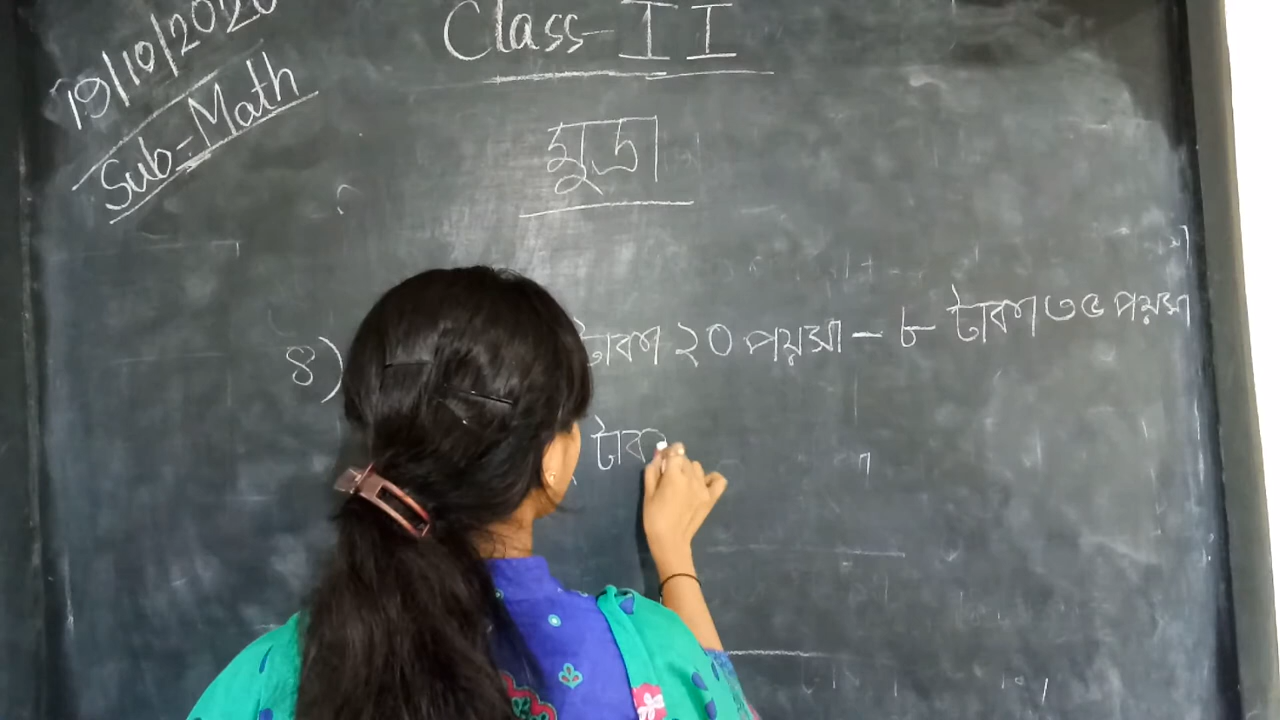 19/10/2020
Sub-Math
Class-II
মুদ্রা
৪) টাকা ২০ পয়সা – ৮ টাকা ৩৫ পয়সা
টাকা